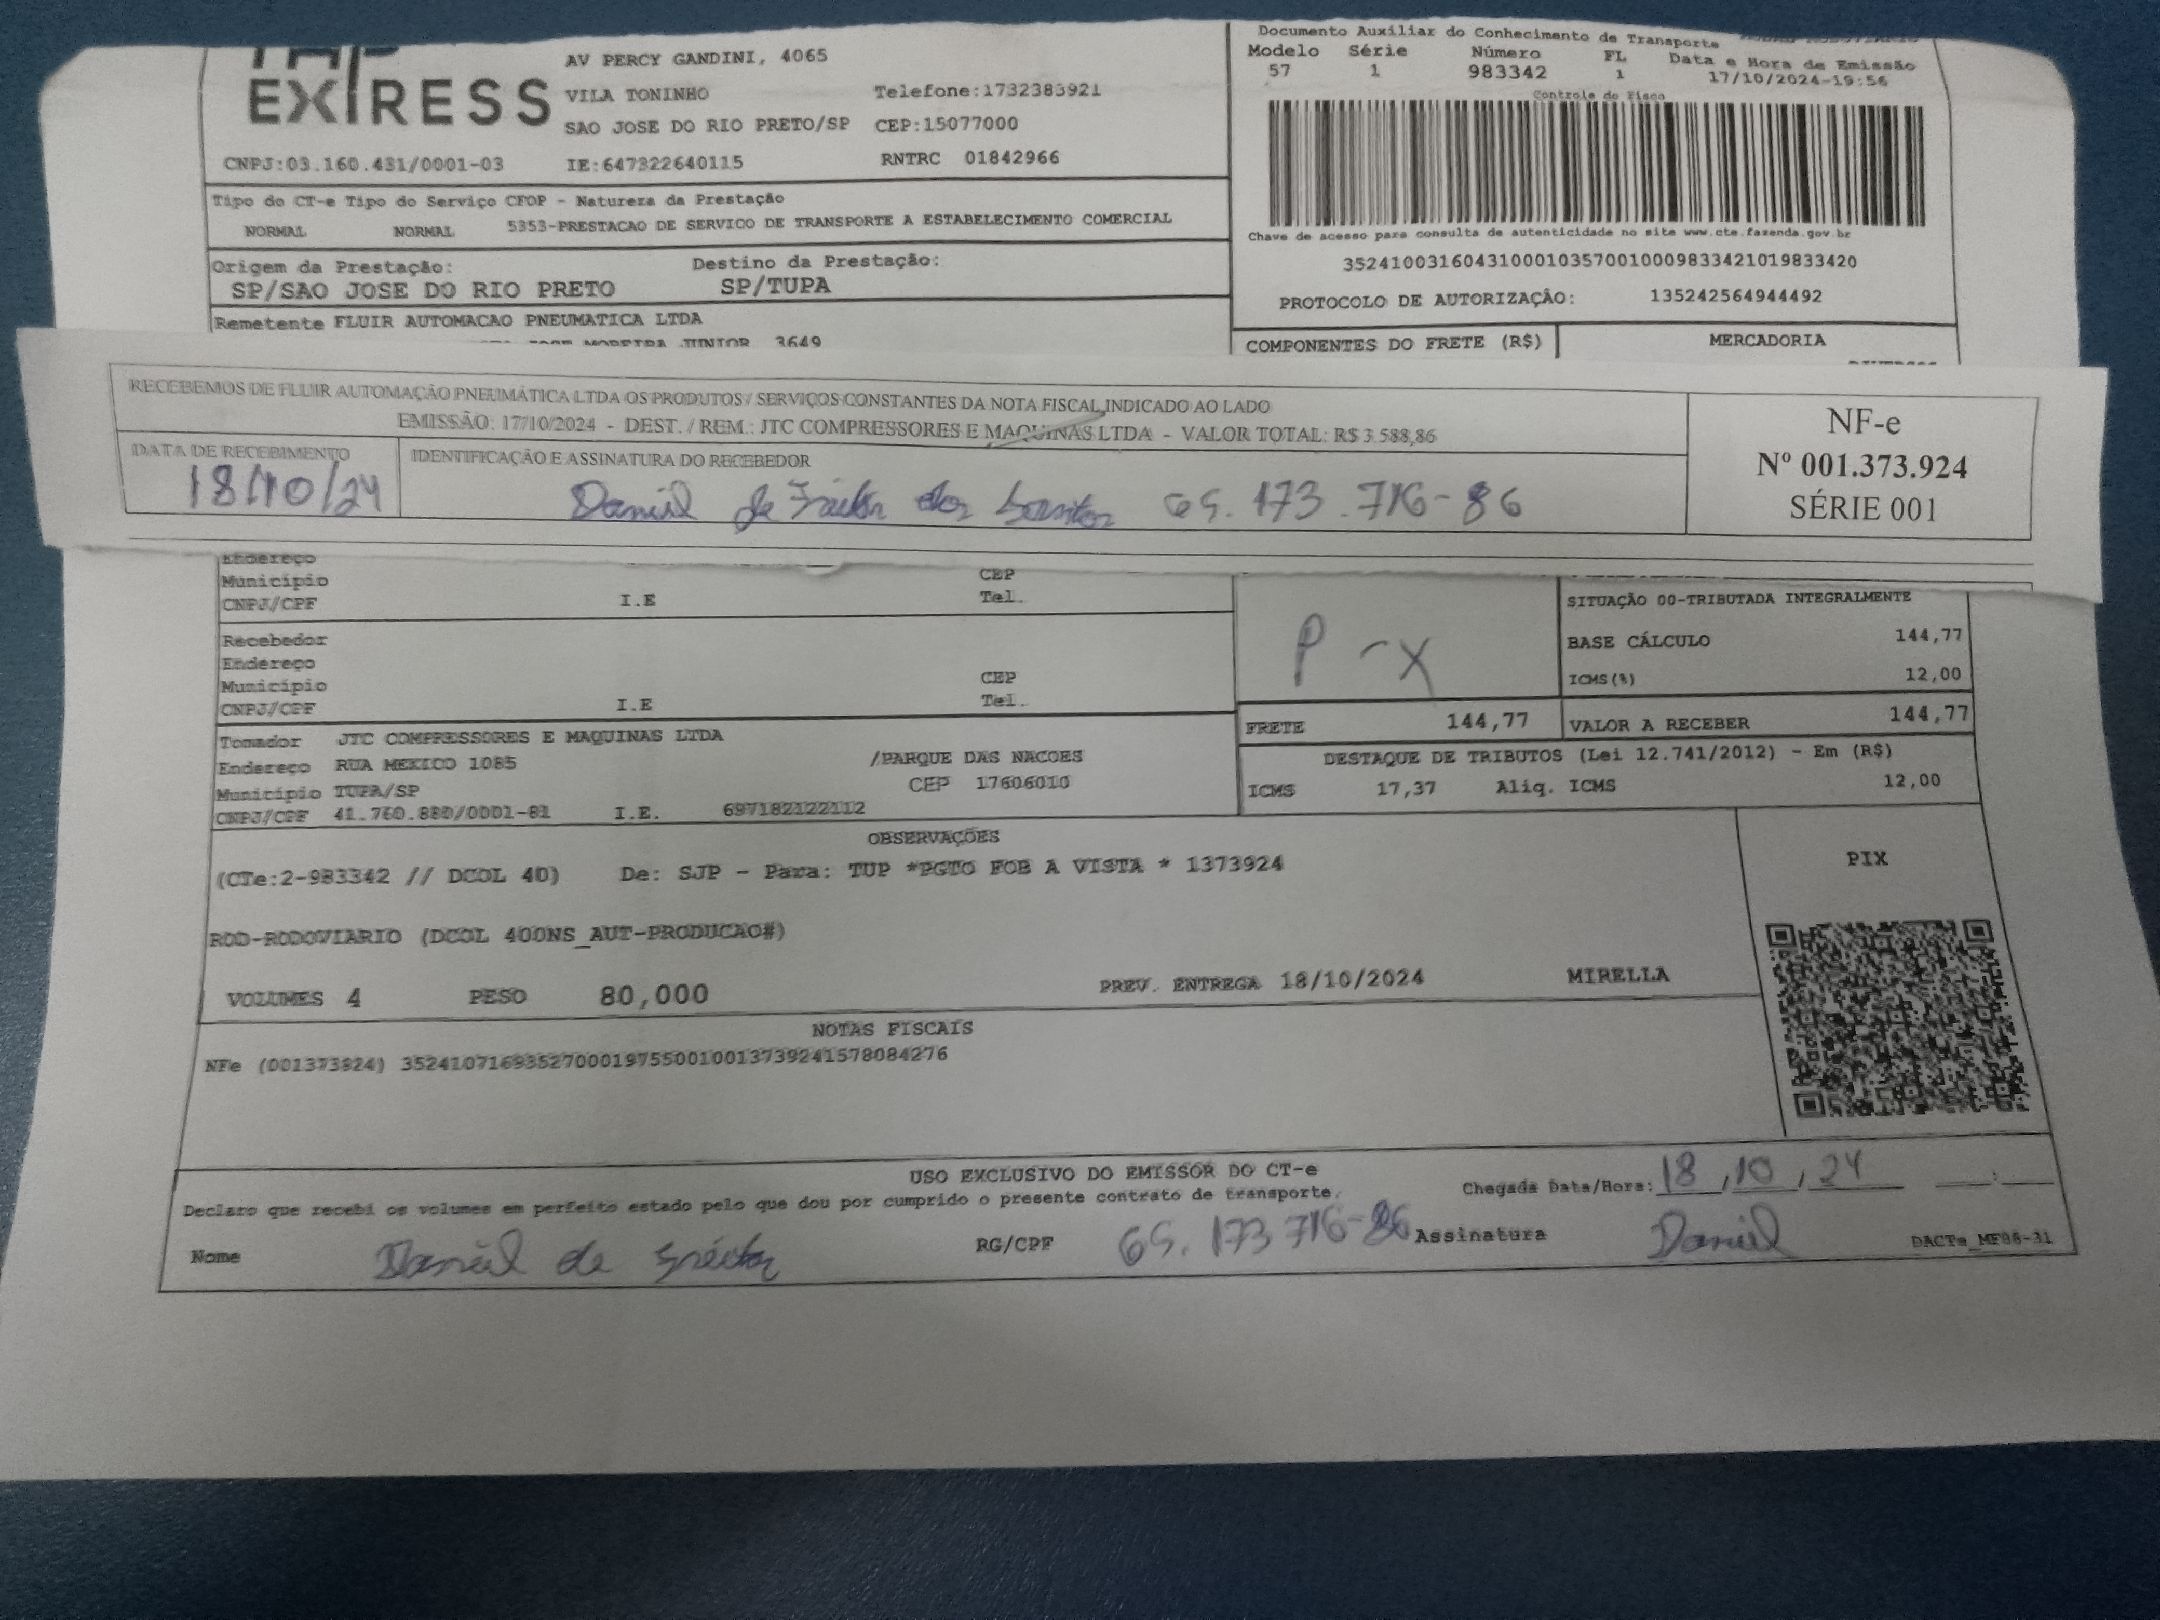 EXPRESS
AV PERCY GANDINI, 4065
VILA TONINHO Telefone:1732383921
SAO JOSE DO RIO PRETO/SP CEP:15077000
CNPJ:03.160.431/0001-03 IE:647322640115 RNTRC 01842966
Documento Auxiliar do Conhecimento de Transporte
Modelo Série Número FL Data e Hora de Emissão
57 1 983342 1 17/10/2024-19:56
Controle do Fisco
Tipo do CT-e Tipo do Serviço CFOP - Natureza da Prestação
NORMAL NORMAL 5353-PRESTACAO DE SERVICO DE TRANSPORTE A ESTABELECIMENTO COMERCIAL
Chave de acesso para consulta de autenticidade no site www.cte.fazenda.gov.br
35241003160431000103570010009833421019833420
Origem da Prestação: Destino da Prestação:
SP/SAO JOSE DO RIO PRETO SP/TUPA
PROTOCOLO DE AUTORIZAÇÃO: 135242564944492
Remetente FLUIR AUTOMACAO PNEUMATICA LTDA
JOSE MOREIRA JUNIOR 3649
COMPONENTES DO FRETE (R$) MERCADORIA
RECEBEMOS DE FLUIR AUTOMAÇÃO PNEUMÁTICA LTDA OS PRODUTOS / SERVIÇOS CONSTANTES DA NOTA FISCAL INDICADO AO LADO
EMISSÃO: 17/10/2024 - DEST. / REM.: JTC COMPRESSORES E MAQUINAS LTDA - VALOR TOTAL: R$ 3.588,86
DATA DE RECEBIMENTO IDENTIFICAÇÃO E ASSINATURA DO RECEBEDOR
18/10/24 Daniel de dos Santos 65.173.716-86
NF-e
Nº 001.373.924
SÉRIE 001
Endereço
Município CEP
CNPJ/CPF I.E Tel.
Recebedor
Endereço
Município CEP
CNPJ/CPF I.E Tel.
P - X
SITUAÇÃO 00-TRIBUTADA INTEGRALMENTE
BASE CÁLCULO 144,77
ICMS(%) 12,00
FRETE 144,77 VALOR A RECEBER 144,77
Tomador JTC COMPRESSORES E MAQUINAS LTDA
Endereço RUA MEXICO 1085 /PARQUE DAS NACOES
Município TUPA/SP CEP 17606010
CNPJ/CPF 41.760.880/0001-81 I.E. 697182122112
DESTAQUE DE TRIBUTOS (Lei 12.741/2012) - Em (R$)
ICMS 17,37 Aliq. ICMS 12,00
OBSERVAÇÕES
(CTe:2-983342 // DCOL 40) De: SJP - Para: TUP *PGTO FOB A VISTA * 1373924
ROD-RODOVIARIO (DCOL 400NS_AUT-PRODUCAO#)
VOLUMES 4 PESO 80,000 PREV. ENTREGA 18/10/2024 MIRELLA
PIX
NOTAS FISCAIS
NFe (001373924) 35241071693527000197550010013739241578084276
USO EXCLUSIVO DO EMISSOR DO CT-e
Declaro que recebi os volumes em perfeito estado pelo que dou por cumprido o presente contrato de transporte.
Chegada Data/Hora: 18,10,24 :
Nome Daniel de RG/CPF 65.173 716-86 Assinatura Daniel
DACTe_MF06-31